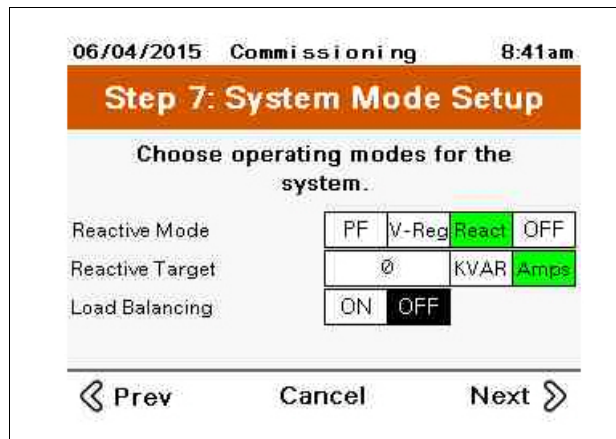 06/04/2015 Commissioning 8:41am
Step 7: System Mode Setup
Choose operating modes for the
system.
Reactive Mode PF V-Reg React OFF
Reactive Target 0 KVAR Amps
Load Balancing ON OFF
Prev Cancel Next